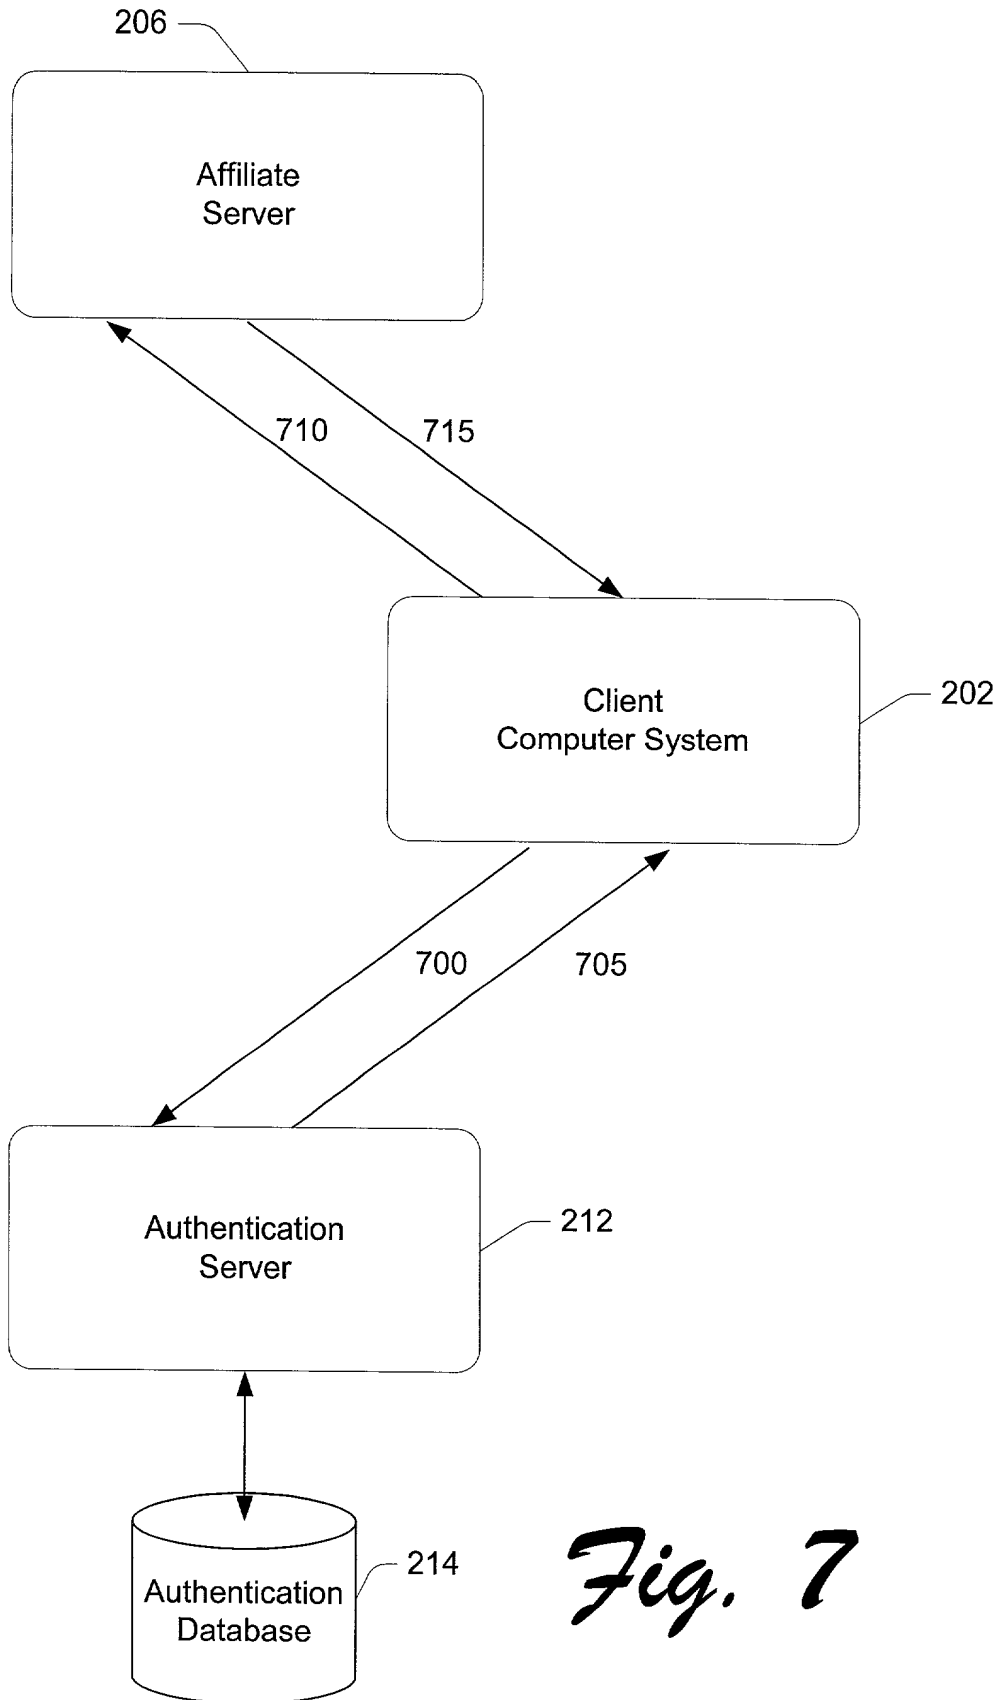 206
Affiliate
Server
710
715
Client
Computer System
202
700
705
Authentication
Server
212
214
Authentication
Database
Fig. 7